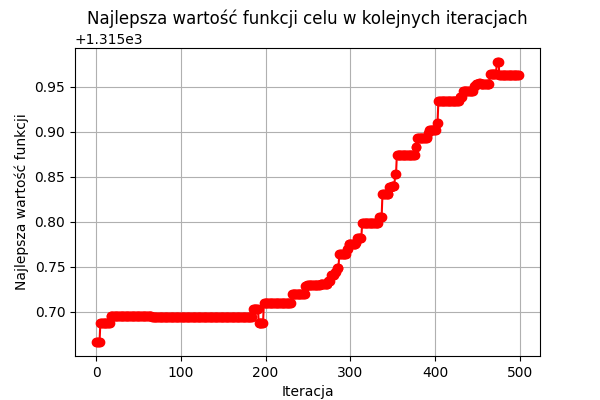 Najlepsza wartość funkcji celu w kolejnych iteracjach
+1.315e3
0.95
0.90
0.85
0.80
0.75
0.70
Najlepsza wartość funkcji
0 100 200 300 400 500
Iteracja